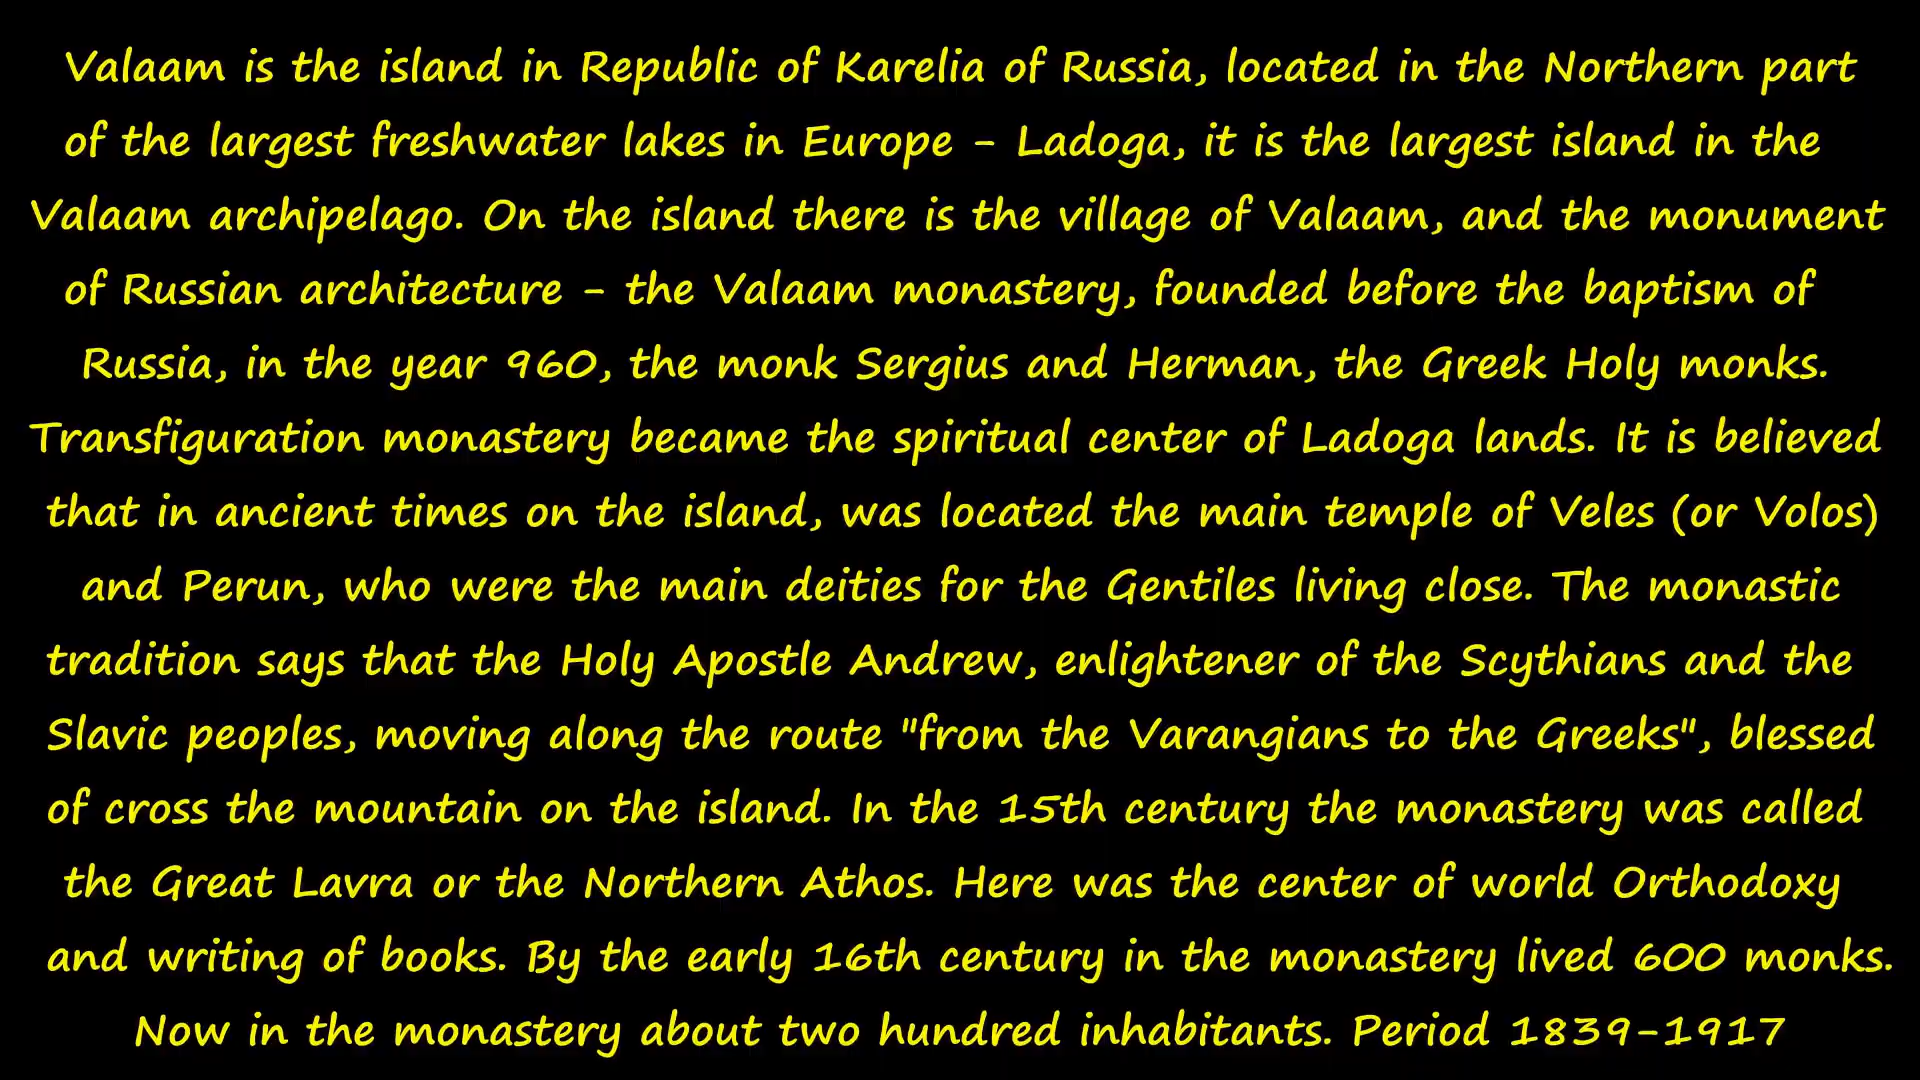 Valaam is the island in Republic of Karelia of Russia, located in the Northern part
of the largest freshwater lakes in Europe - Ladoga, it is the largest island in the
Valaam archipelago. On the island there is the village of Valaam, and the monument
of Russian architecture - the Valaam monastery, founded before the baptism of
Russia, in the year 960, the monk Sergius and Herman, the Greek Holy monks.
Transfiguration monastery became the spiritual center of Ladoga lands. It is believed
that in ancient times on the island, was located the main temple of Veles (or Volos)
and Perun, who were the main deities for the Gentiles living close. The monastic
tradition says that the Holy Apostle Andrew, enlightener of the Scythians and the
Slavic peoples, moving along the route "from the Varangians to the Greeks", blessed
of cross the mountain on the island. In the 15th century the monastery was called
the Great Lavra or the Northern Athos. Here was the center of world Orthodoxy
and writing of books. By the early 16th century in the monastery lived 600 monks.
Now in the monastery about two hundred inhabitants. Period 1839-1917